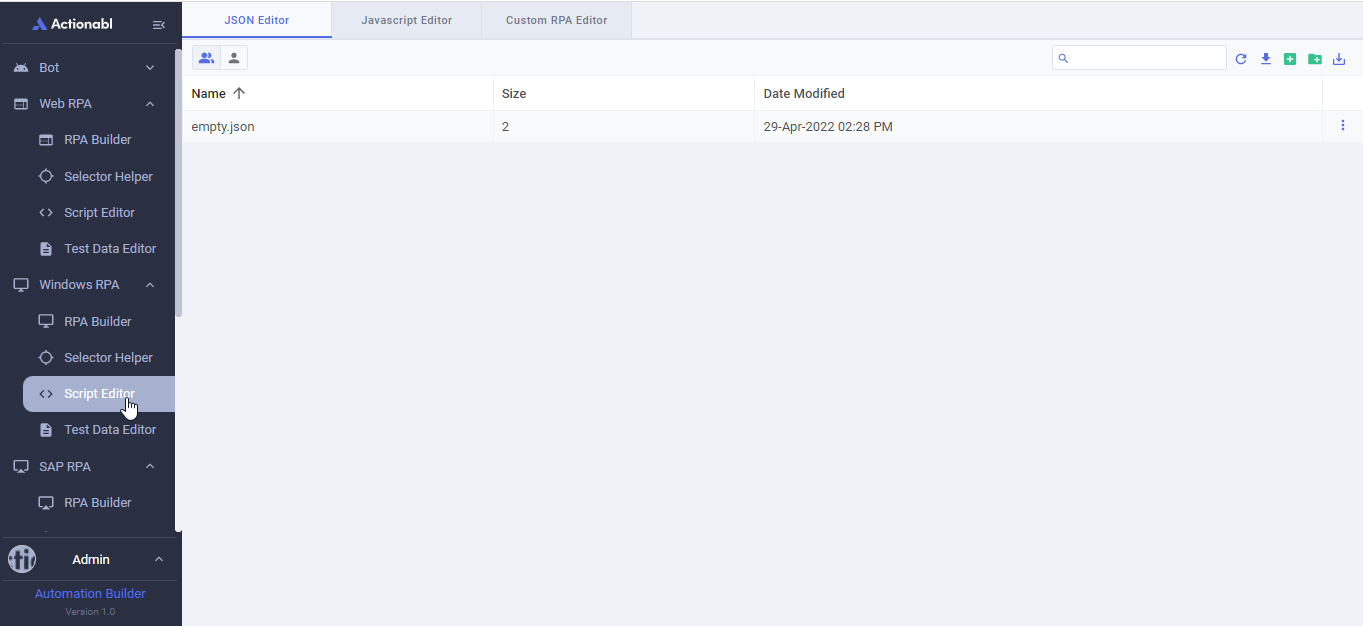 Actionabl
JSON Editor
Javascript Editor
Custom RPA Editor
Bot
Web RPA
RPA Builder
Selector Helper
Script Editor
Test Data Editor
Windows RPA
RPA Builder
Selector Helper
Script Editor
Test Data Editor
SAP RPA
RPA Builder
Admin
Automation Builder
Version 1.0
Name
Size
Date Modified
empty.json
2
29-Apr-2022 02:28 PM